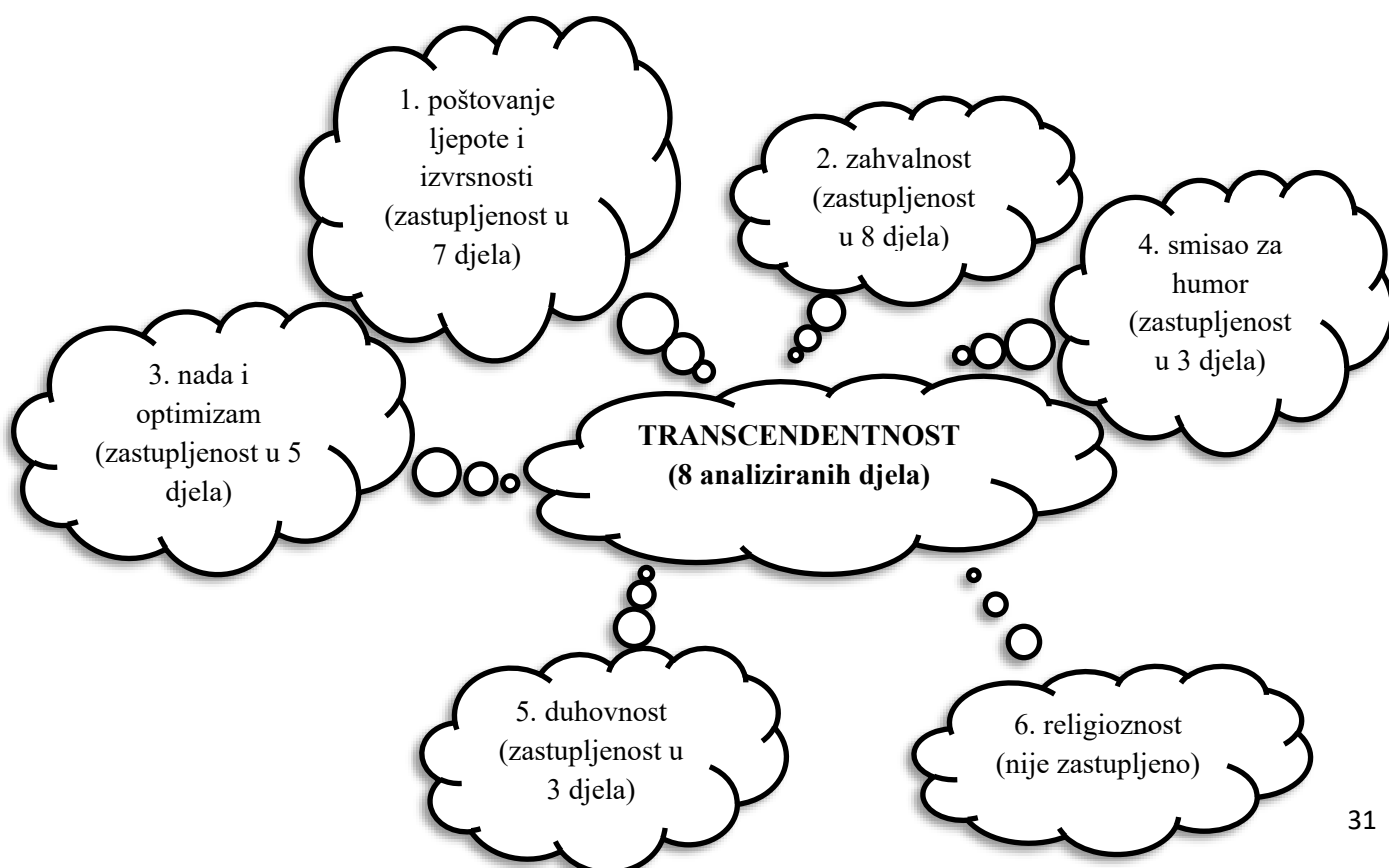 1. poštovanje
ljepote i
izvrsnosti
(zastupljenost u
7 djela)
2. zahvalnost
(zastupljenost
u 8 djela)
4. smisao za
humor
(zastupljenost
u 3 djela)
3. nada i
optimizam
(zastupljenost u 5
djela)
TRANSCENDENTNOST
(8 analiziranih djela)
5. duhovnost
(zastupljenost u
3 djela)
6. religioznost
(nije zastupljeno)
31